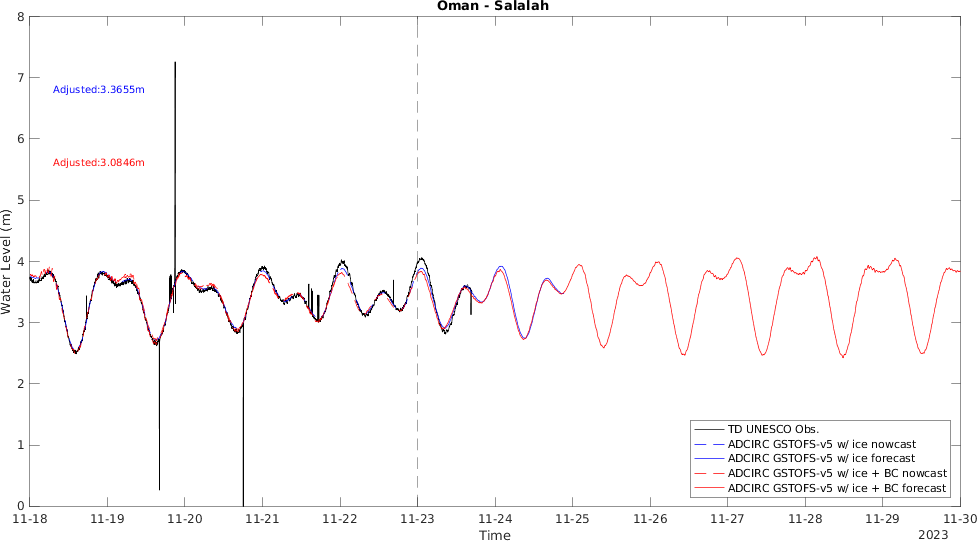 Oman - Salalah
8
7
6
5
4
3
2
1
0
Adjusted:3.3655m
Adjusted:3.0846m
Water Level (m)
TD UNESCO Obs.
ADCIRC GSTOFS-v5 w/ ice nowcast
ADCIRC GSTOFS-v5 w/ ice forecast
ADCIRC GSTOFS-v5 w/ ice + BC nowcast
ADCIRC GSTOFS-v5 w/ ice + BC forecast
11-18 11-19 11-20 11-21 11-22 11-23 11-24 11-25 11-26 11-27 11-28 11-29 11-30
Time
2023